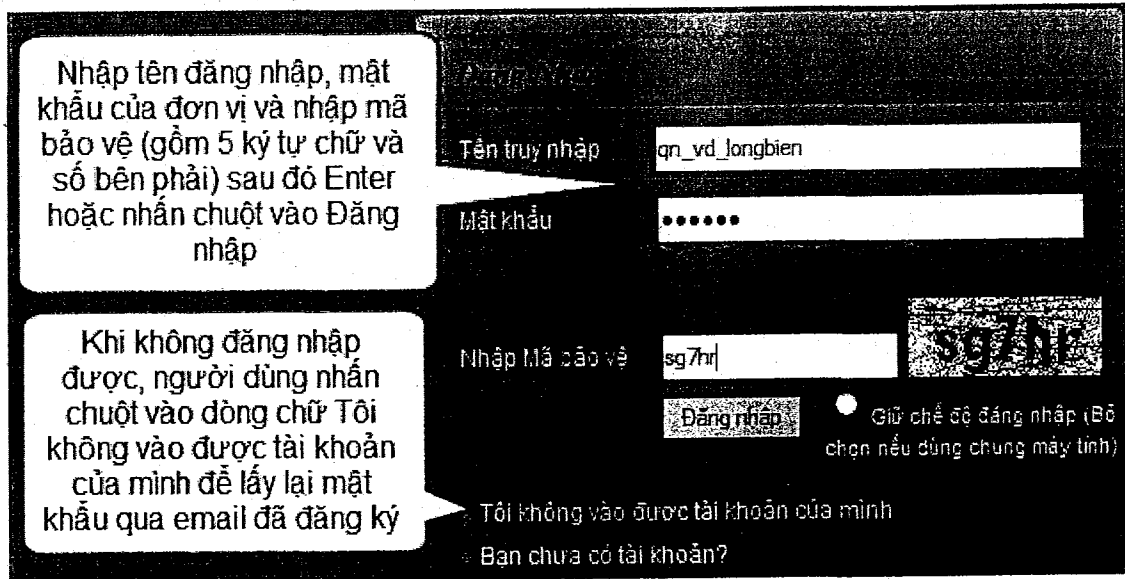 Nhập tên đăng nhập, mật
khẩu của đơn vị và nhập mã
bảo vệ (gồm 5 ký tự chữ và
số bên phải) sau đó Enter
hoặc nhấn chuột vào Đăng
nhập
Tên truy nhập
qn_vd_longbien
Mật khẩu
••••••
Khi không đăng nhập
được, người dùng nhấn
chuột vào dòng chữ Tôi
không vào được tài khoản
của mình để lấy lại mật
khẩu qua email đã đăng ký
Nhập Mã bảo vệ
sg7hr
sg7hr
Đăng nhập
Giữ chế độ đăng nhập (Bỏ
chọn nếu dùng chung máy tính)
Tôi không vào được tài khoản của mình
Bạn chưa có tài khoản?